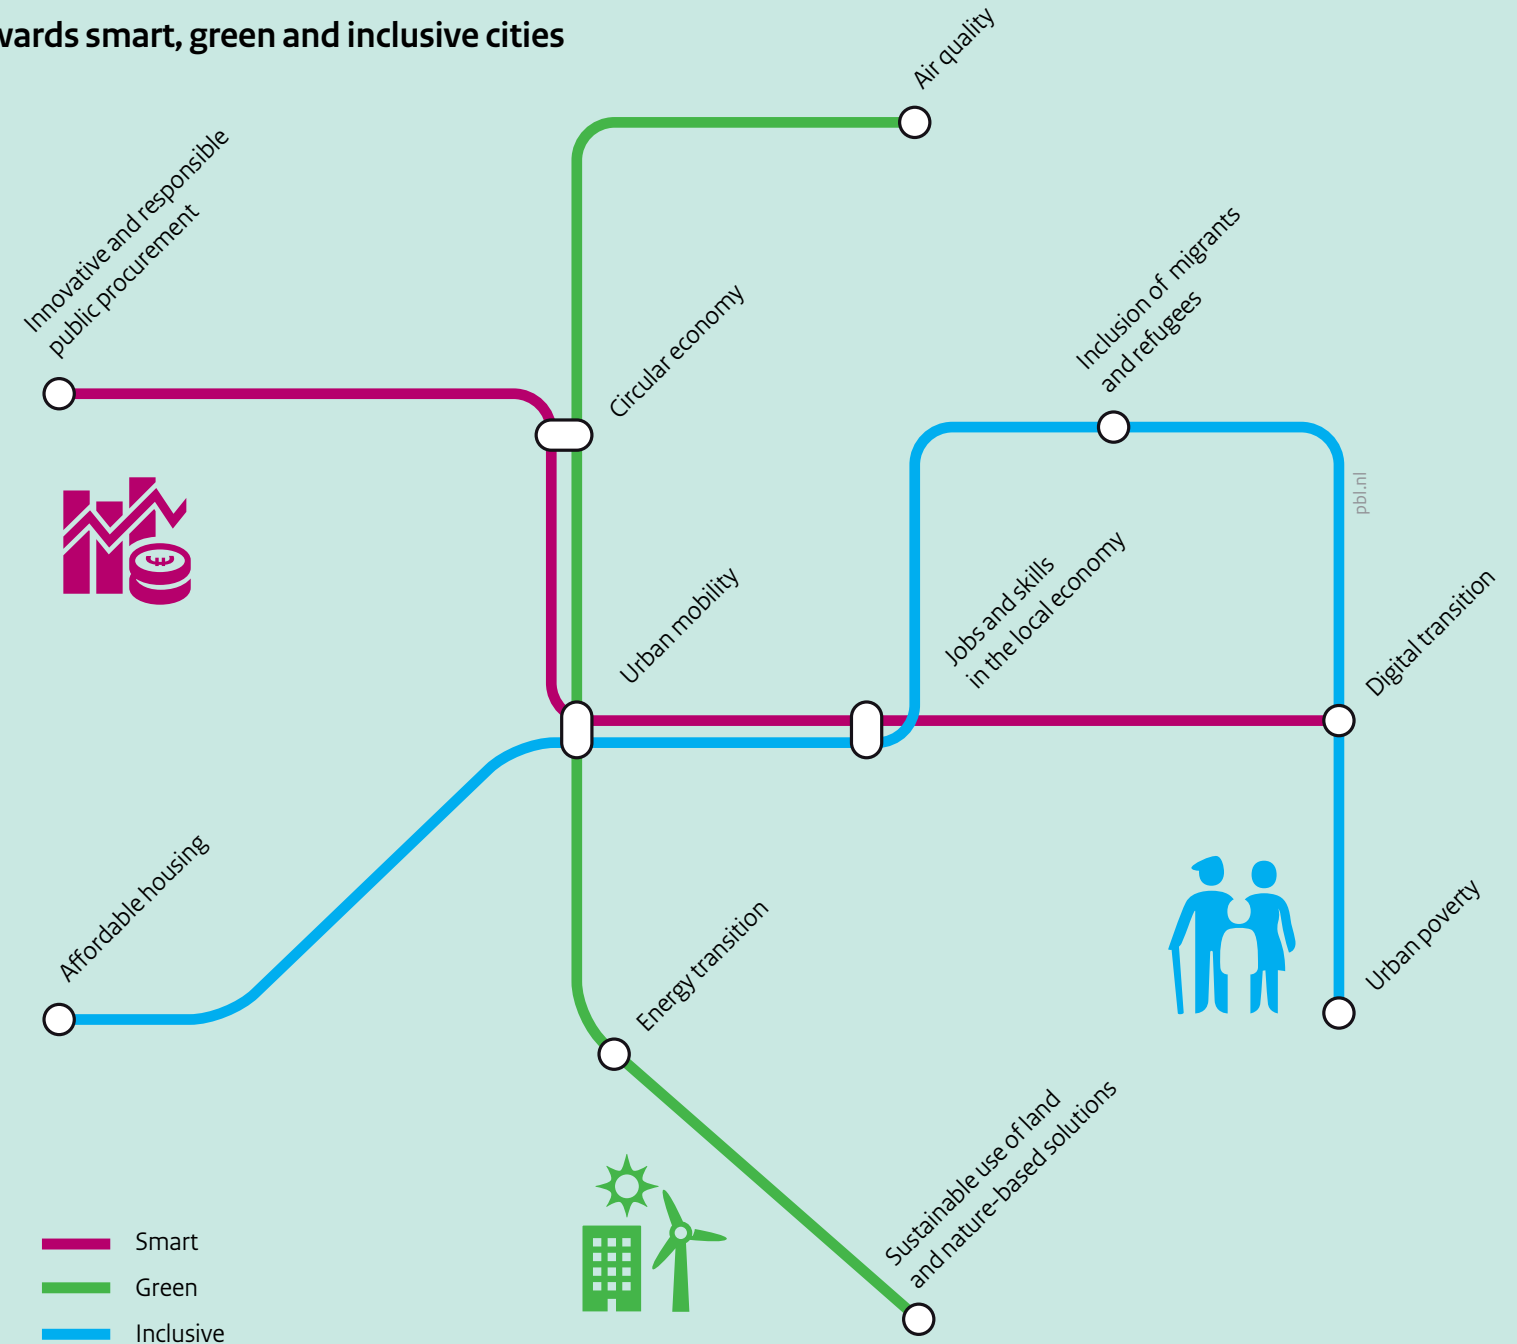 wards smart, green and inclusive cities
Air quality
Innovative and responsible
public procurement
Inclusion of migrants
and refugees
Circular economy
pbl.nl
Jobs and skills
in the local economy
Urban mobility
Digital transition
Affordable housing
Energy transition
Urban poverty
Sustainable use of land
and nature-based solutions
Smart
Green
Inclusive